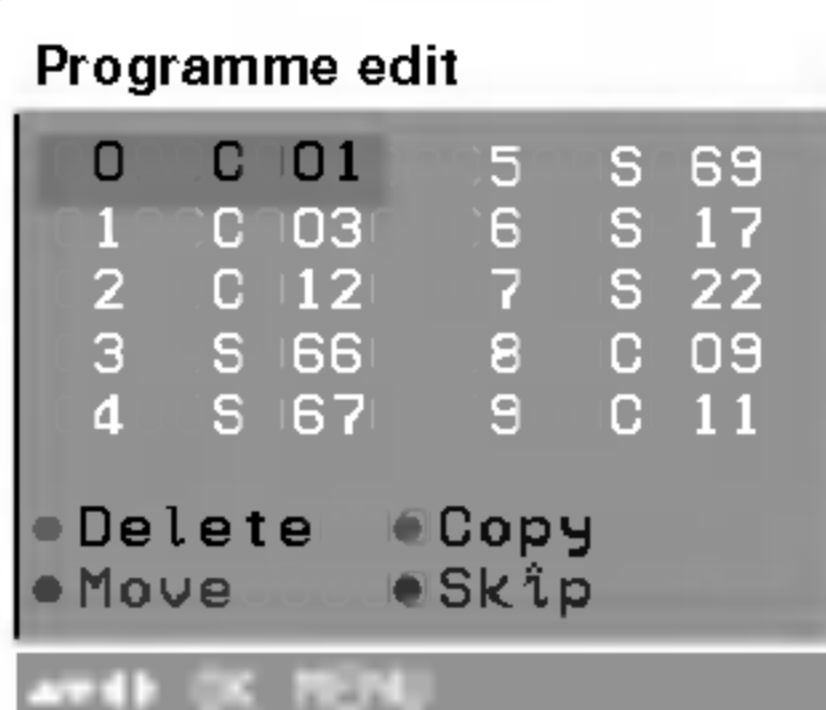 Programme edit
0 C 01 5 S 69
1 C 03 6 S 17
2 C 12 7 S 22
3 S 66 8 C 09
4 S 67 9 C 11
Delete Copy
Move Skip
OK MENU